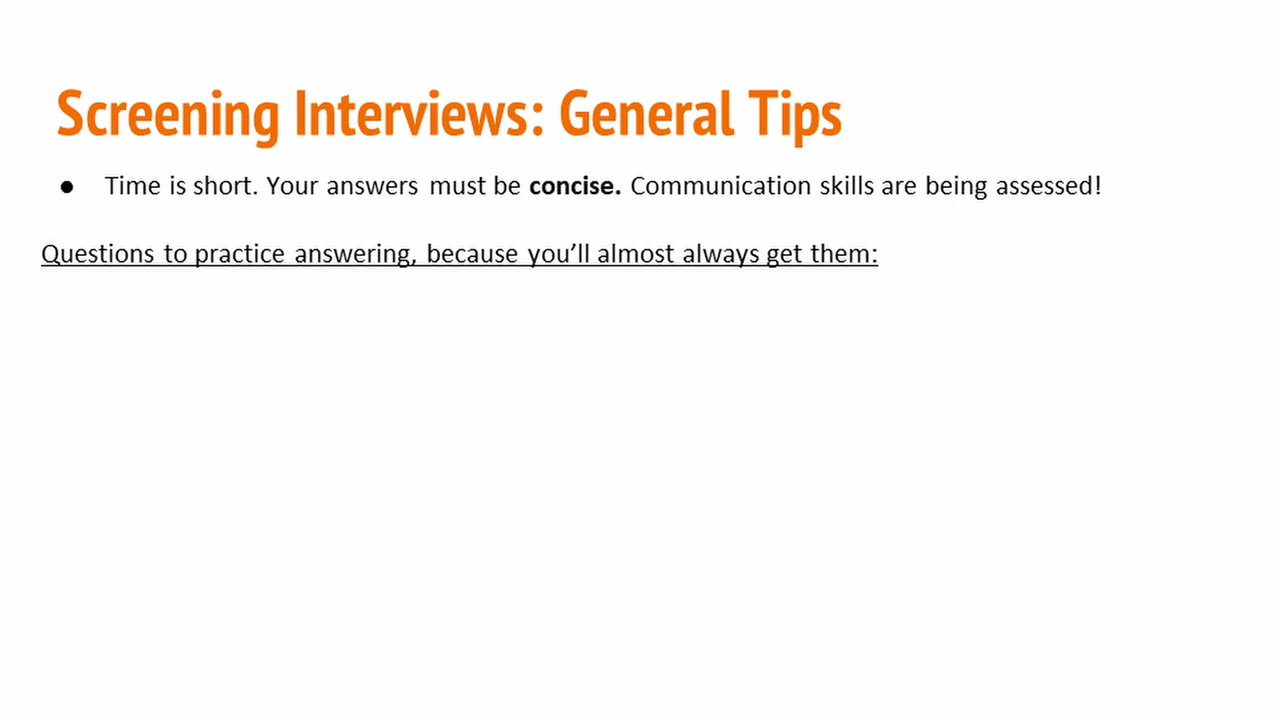 Screening Interviews: General Tips
● Time is short. Your answers must be concise. Communication skills are being assessed!
Questions to practice answering, because you’ll almost always get them: